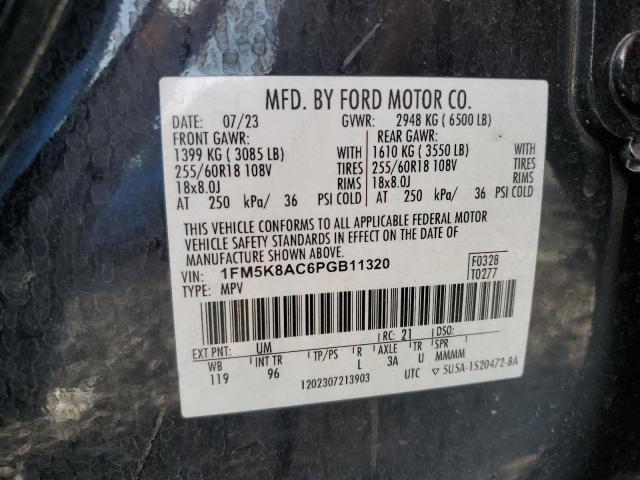 MFD. BY FORD MOTOR CO.
DATE: 07/23 GVWR: 2948 KG ( 6500 LB)
FRONT GAWR: REAR GAWR:
1399 KG ( 3085 LB) WITH 1610 KG ( 3550 LB) WITH
255/60R18 108V TIRES 255/60R18 108V TIRES
18x8.0J RIMS 18x8.0J RIMS
AT 250 kPa/ 36 PSI COLD AT 250 kPa/ 36 PSI COLD
THIS VEHICLE CONFORMS TO ALL APPLICABLE FEDERAL MOTOR
VEHICLE SAFETY STANDARDS IN EFFECT ON THE DATE OF
MANUFACTURE SHOWN ABOVE.
VIN: 1FM5K8AC6PGB11320 F0328
TYPE: MPV T0277
EXT PNT: UM RC: 21 DSO:
WB INT TR TP/PS R AXLE TR SPR
119 96 L 3A U MMMM
1202307213903 UTC ▽ 5U5A-1520472-BA